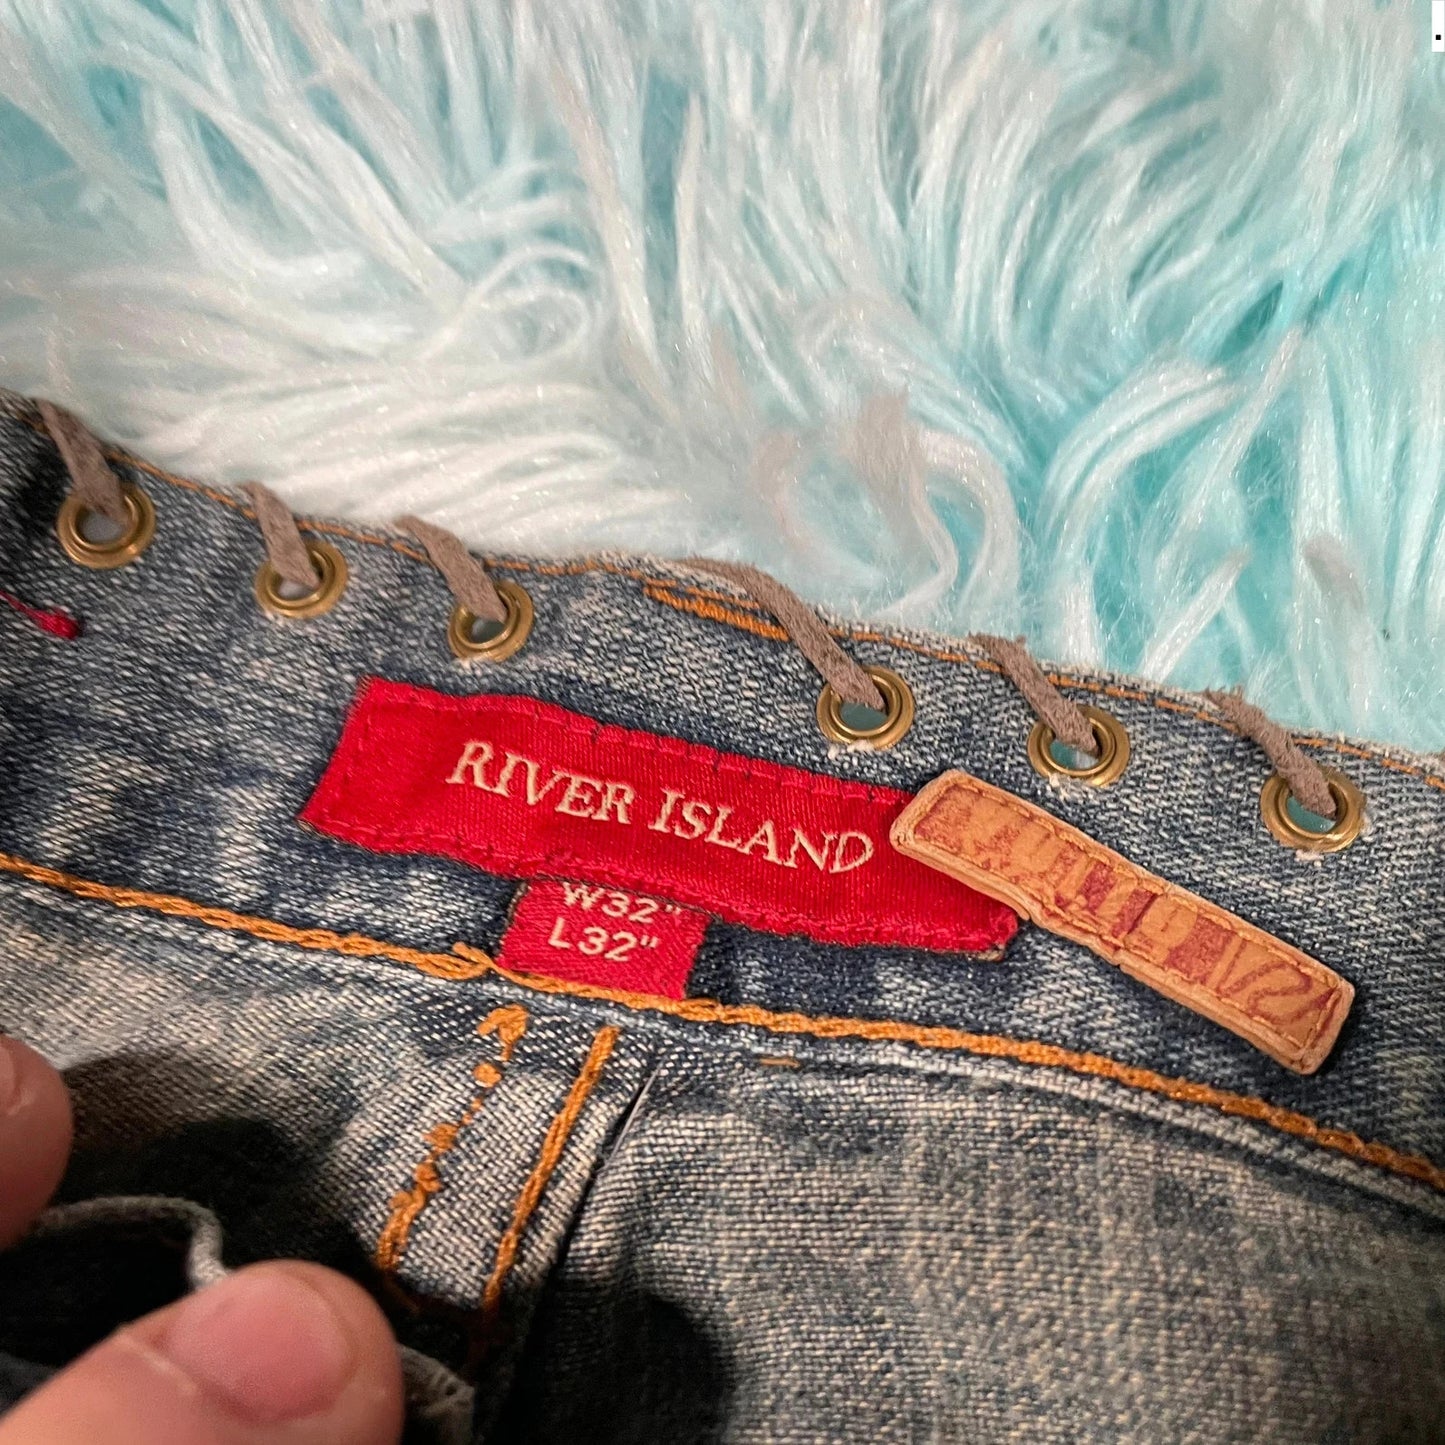 RIVER ISLAND
W32"
L32"
.